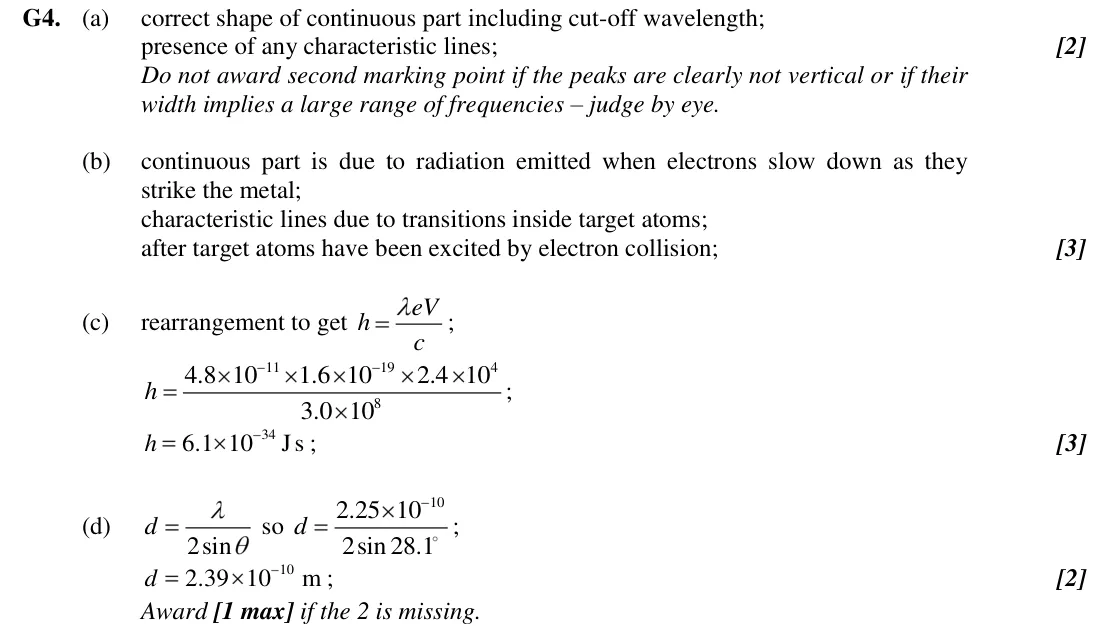 G4. (a) correct shape of continuous part including cut-off wavelength;
presence of any characteristic lines; [2]
Do not award second marking point if the peaks are clearly not vertical or if their
width implies a large range of frequencies – judge by eye.
(b) continuous part is due to radiation emitted when electrons slow down as they
strike the metal;
characteristic lines due to transitions inside target atoms;
after target atoms have been excited by electron collision; [3]
(c) rearrangement to get h = λeV / c ;
h = 4.8×10⁻¹¹ ×1.6×10⁻¹⁹ ×2.4×10⁴ / 3.0×10⁸ ;
h = 6.1×10⁻³⁴ J s ; [3]
(d) d = λ / 2 sin θ so d = 2.25×10⁻¹⁰ / 2 sin 28.1° ;
d = 2.39×10⁻¹⁰ m ; [2]
Award [1 max] if the 2 is missing.